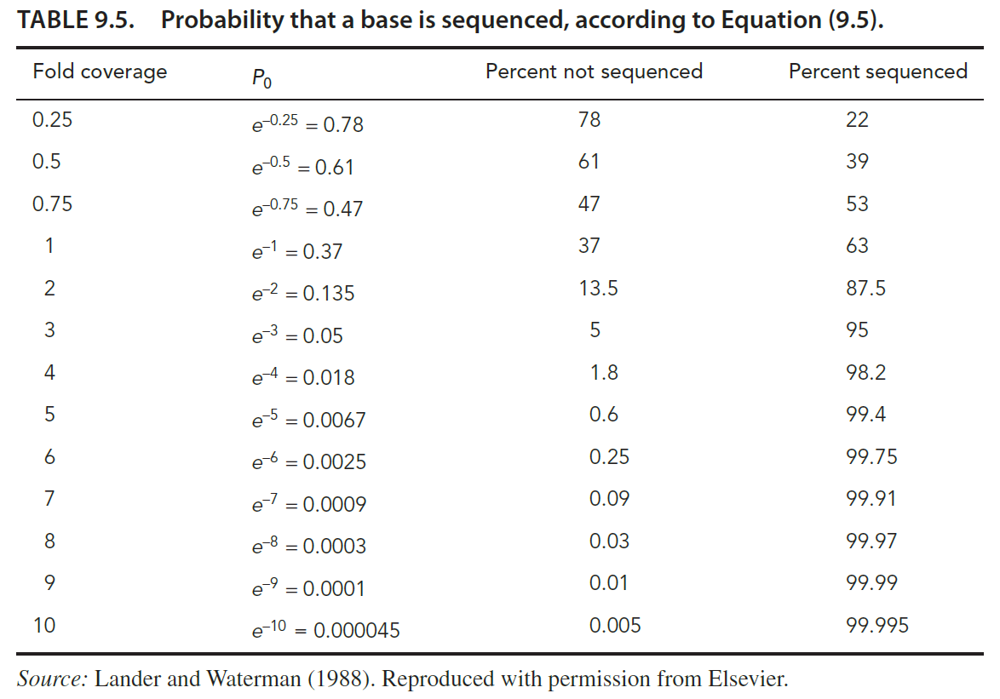 TABLE 9.5. Probability that a base is sequenced, according to Equation (9.5).
Fold coverage P₀ Percent not sequenced Percent sequenced
0.25 e⁻⁰·²⁵ = 0.78 78 22
0.5 e⁻⁰·⁵ = 0.61 61 39
0.75 e⁻⁰·⁷⁵ = 0.47 47 53
1 e⁻¹ = 0.37 37 63
2 e⁻² = 0.135 13.5 87.5
3 e⁻³ = 0.05 5 95
4 e⁻⁴ = 0.018 1.8 98.2
5 e⁻⁵ = 0.0067 0.6 99.4
6 e⁻⁶ = 0.0025 0.25 99.75
7 e⁻⁷ = 0.0009 0.09 99.91
8 e⁻⁸ = 0.0003 0.03 99.97
9 e⁻⁹ = 0.0001 0.01 99.99
10 e⁻¹⁰ = 0.000045 0.005 99.995
Source: Lander and Waterman (1988). Reproduced with permission from Elsevier.